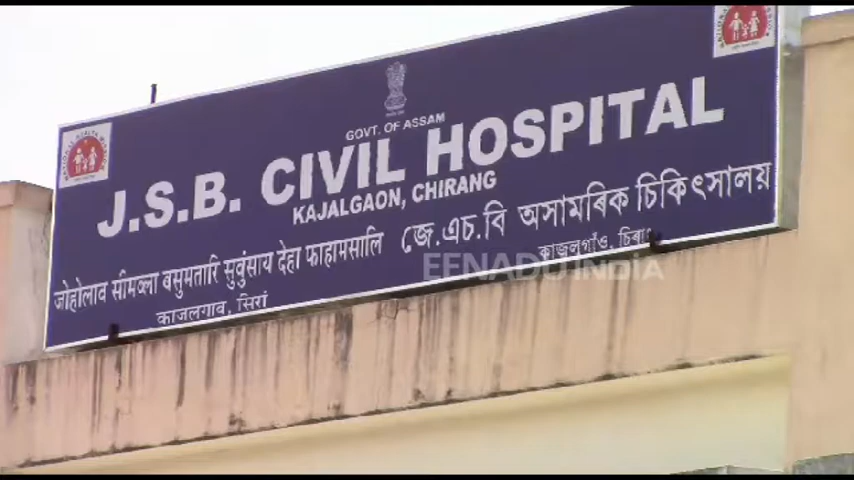 GOVT. OF ASSAM
J.S.B. CIVIL HOSPITAL
KAJALGAON, CHIRANG
জোহোলাব সীমখ্লা বসুমতারি সুবুংসায় দেহা ফাহামসালি
কাজলগাব, সিরাং
জে.এচ.বি অসামৰিক চিকিৎসালয়
কাজলগাঁও, চিৰাং
EENADU INDIA